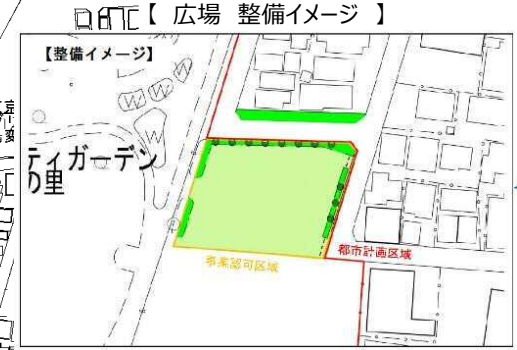 【 広場 整備イメージ 】
【整備イメージ】
ティガーデン
の里
都市計画区域
事業認可区域